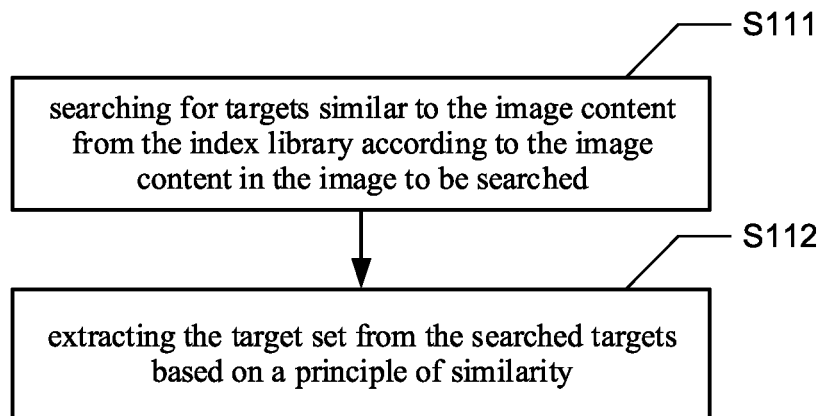 S111
searching for targets similar to the image content
from the index library according to the image
content in the image to be searched
S112
extracting the target set from the searched targets
based on a principle of similarity